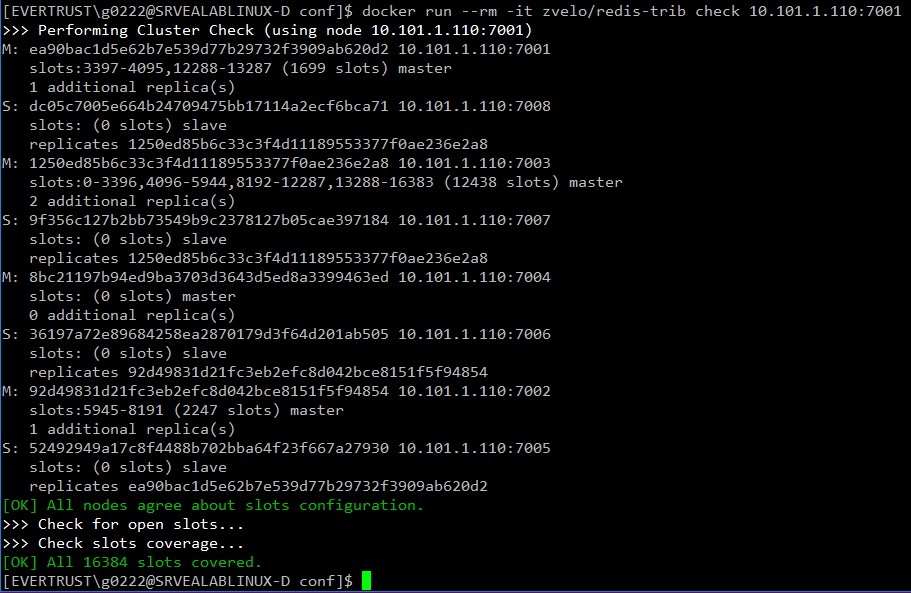 [EVERTRUST\g0222@SRVEALABLINUX-D conf]$ docker run --rm -it zvelo/redis-trib check 10.101.1.110:7001
>>> Performing Cluster Check (using node 10.101.1.110:7001)
M: ea90bac1d5e62b7e539d77b29732f3909ab620d2 10.101.1.110:7001
   slots:3397-4095,12288-13287 (1699 slots) master
   1 additional replica(s)
S: dc05c7005e664b24709475bb17114a2ecf6bca71 10.101.1.110:7008
   slots: (0 slots) slave
   replicates 1250ed85b6c33c3f4d11189553377f0ae236e2a8
M: 1250ed85b6c33c3f4d11189553377f0ae236e2a8 10.101.1.110:7003
   slots:0-3396,4096-5944,8192-12287,13288-16383 (12438 slots) master
   2 additional replica(s)
S: 9f356c127b2bb73549b9c2378127b05cae397184 10.101.1.110:7007
   slots: (0 slots) slave
   replicates 1250ed85b6c33c3f4d11189553377f0ae236e2a8
M: 8bc21197b94ed9ba3703d3643d5ed8a3399463ed 10.101.1.110:7004
   slots: (0 slots) master
   0 additional replica(s)
S: 36197a72e89684258ea2870179d3f64d201ab505 10.101.1.110:7006
   slots: (0 slots) slave
   replicates 92d49831d21fc3eb2efc8d042bce8151f5f94854
M: 92d49831d21fc3eb2efc8d042bce8151f5f94854 10.101.1.110:7002
   slots:5945-8191 (2247 slots) master
   1 additional replica(s)
S: 52492949a17c8f4488b702bba64f23f667a27930 10.101.1.110:7005
   slots: (0 slots) slave
   replicates ea90bac1d5e62b7e539d77b29732f3909ab620d2
[OK] All nodes agree about slots configuration.
>>> Check for open slots...
>>> Check slots coverage...
[OK] All 16384 slots covered.
[EVERTRUST\g0222@SRVEALABLINUX-D conf]$